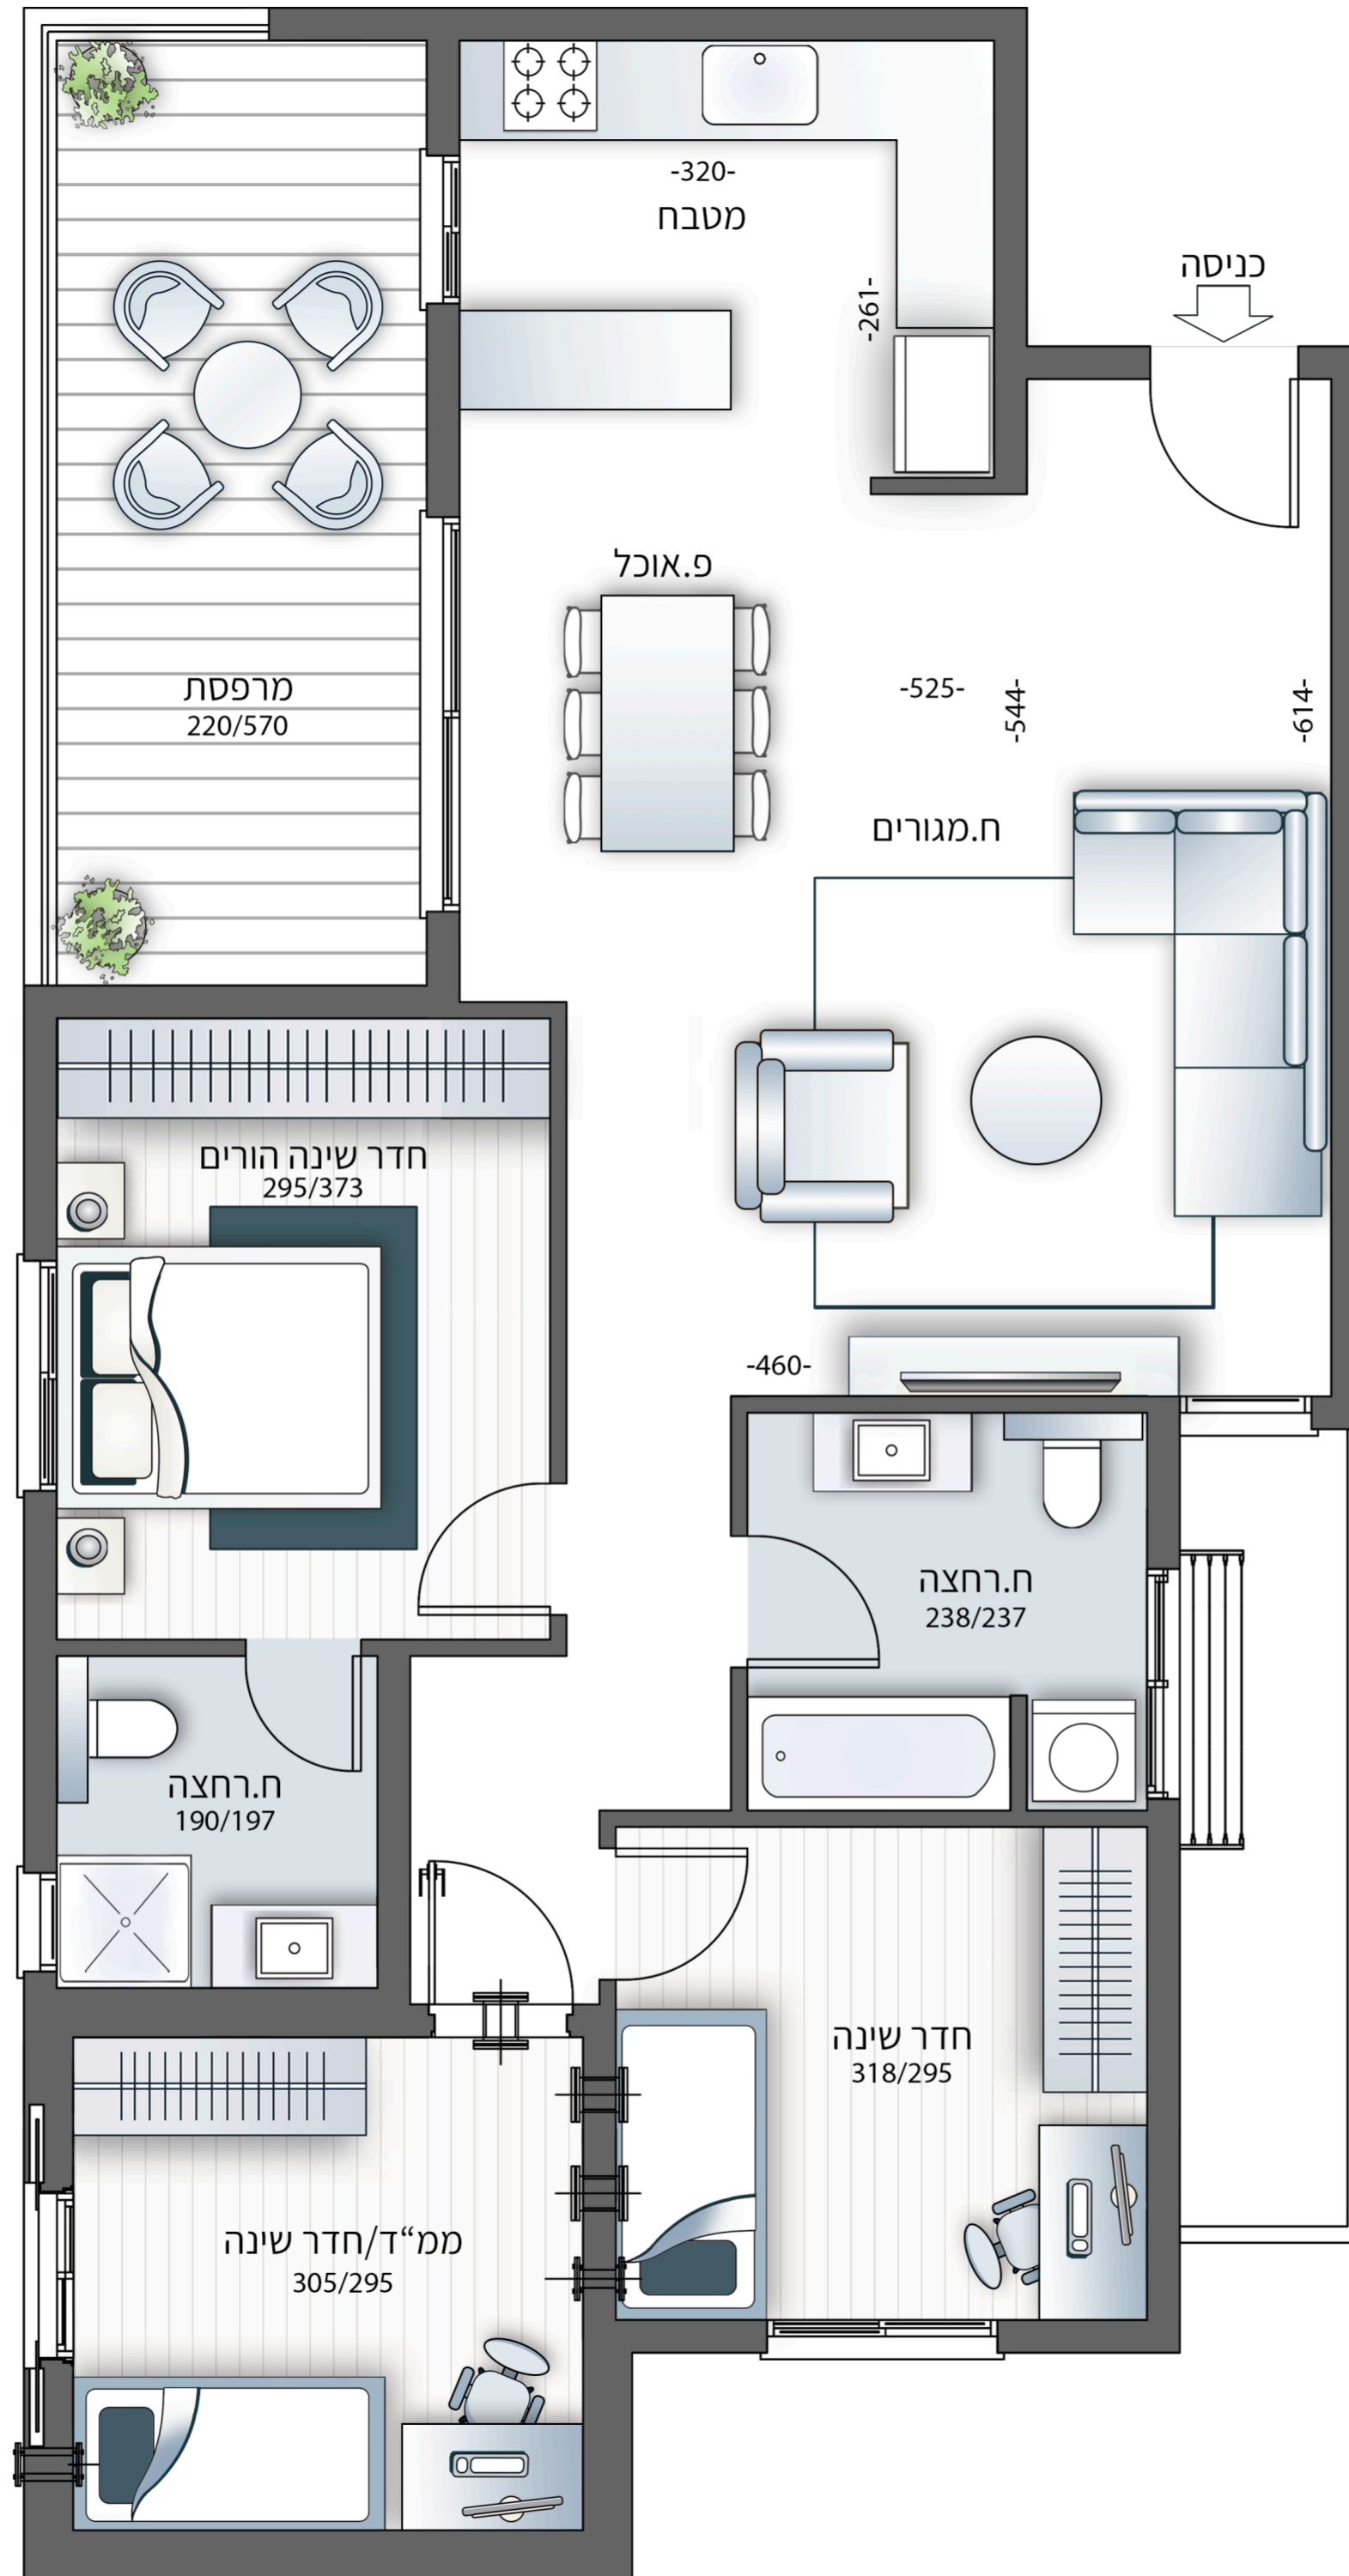 -320-
מטבח
כניסה
-261-
פ.אוכל
מרפסת
220/570
-525-
-544-
-614-
ח.מגורים
חדר שינה הורים
295/373
-460-
ח.רחצה
238/237
ח.רחצה
190/197
חדר שינה
318/295
ממ“ד/חדר שינה
305/295